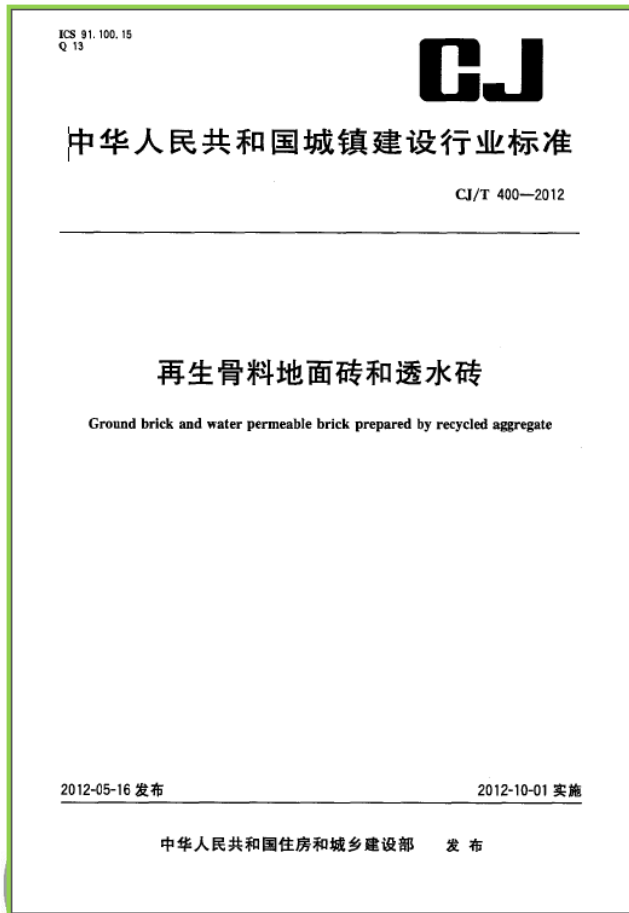 ICS 91.100.15
Q 13
CJ
中华人民共和国城镇建设行业标准
CJ/T 400—2012
再生骨料地面砖和透水砖
Ground brick and water permeable brick prepared by recycled aggregate
2012-05-16 发布
2012-10-01 实施
中华人民共和国住房和城乡建设部 发布